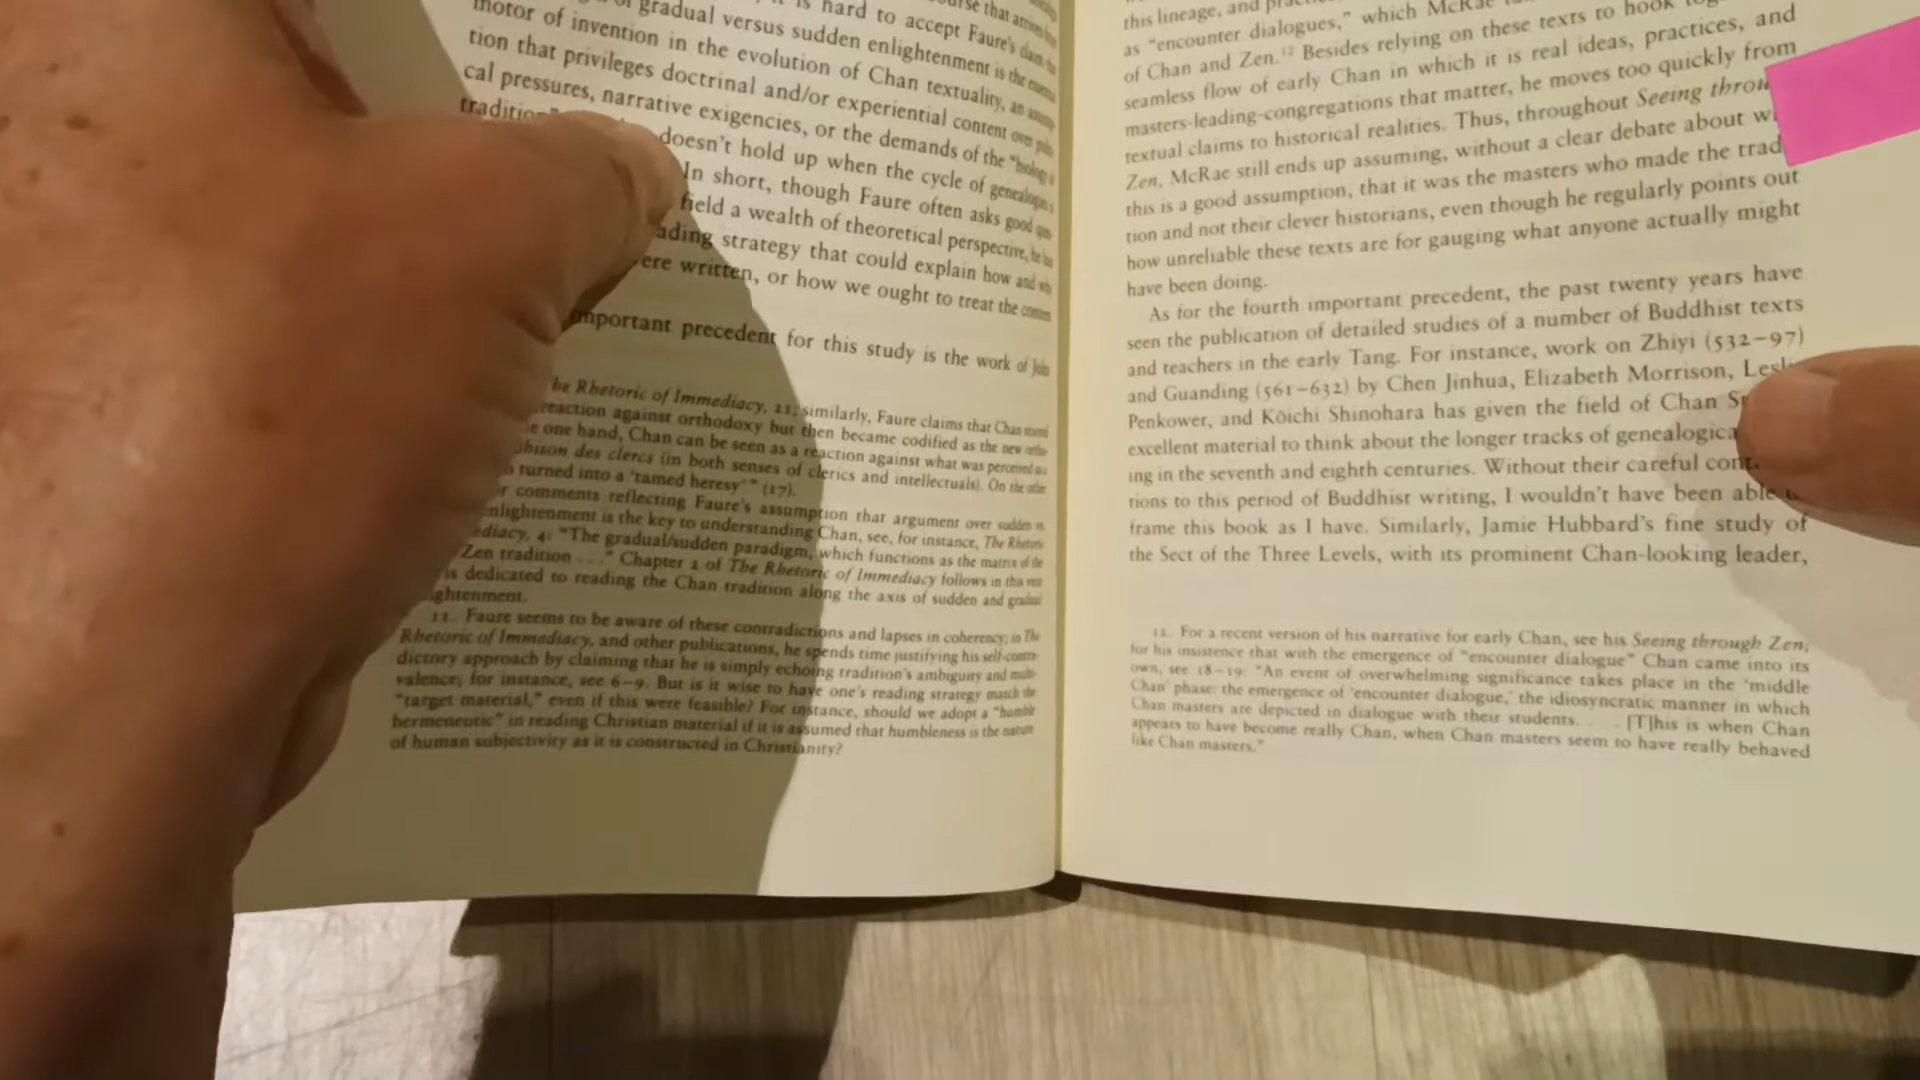 gradual versus sudden enlightenment is the
is hard to accept Faure's claim
motor of invention in the evolution of Chan textuality, an
tion that privileges doctrinal and/or experiential content over
cal pressures, narrative exigencies, or the demands of the "biology
doesn't hold up when the cycle of
In short, though Faure often asks good
field a wealth of theoretical perspective, he
strategy that could explain how and
ere written, or how we ought to treat the
important precedent for this study is the work of
he Rhetoric of Immediacy, 11; similarly, Faure claims that Chan
reaction against orthodoxy but then became codified as the new
e one hand, Chan can be seen as a reaction against what was perceived
des clercs (in both senses of clerics and intellectuals). On the other
turned into a 'tamed heresy'" (17).
r comments reflecting Faure's assumption that argument over sudden
nlightenment is the key to understanding Chan, see, for instance, The
ediacy, 4: "The gradual/sudden paradigm, which functions as the matrix of the
Zen tradition . . ." Chapter 2 of The Rhetoric of Immediacy follows in
is dedicated to reading the Chan tradition along the axis of sudden and gradual
ightenment.
11. Faure seems to be aware of these contradictions and lapses in coherency; in The
Rhetoric of Immediacy, and other publications, he spends time justifying his self-contra-
dictory approach by claiming that he is simply echoing tradition's ambiguity and multi-
valence; for instance, see 6–9. But is it wise to have one's reading strategy match the
"target material," even if this were feasible? For instance, should we adopt a "humble
hermeneutic" in reading Christian material if it is assumed that humbleness is the nature
of human subjectivity as it is constructed in Christianity?
this lineage, and
as "encounter dialogues," which McRae
of Chan and Zen.12 Besides relying on these texts to hook
seamless flow of early Chan in which it is real ideas, practices, and
masters-leading-congregations that matter, he moves too quickly from
textual claims to historical realities. Thus, throughout Seeing throu
Zen, McRae still ends up assuming, without a clear debate about w
this is a good assumption, that it was the masters who made the trad
tion and not their clever historians, even though he regularly points out
how unreliable these texts are for gauging what anyone actually might
have been doing.
As for the fourth important precedent, the past twenty years have
seen the publication of detailed studies of a number of Buddhist texts
and teachers in the early Tang. For instance, work on Zhiyi (532–97)
and Guanding (561–632) by Chen Jinhua, Elizabeth Morrison, Lesl
Penkower, and Kōichi Shinohara has given the field of Chan S
excellent material to think about the longer tracks of genealogica
ing in the seventh and eighth centuries. Without their careful cont
tions to this period of Buddhist writing, I wouldn't have been able
frame this book as I have. Similarly, Jamie Hubbard's fine study of
the Sect of the Three Levels, with its prominent Chan-looking leader,
12. For a recent version of his narrative for early Chan, see his Seeing through Zen;
for his insistence that with the emergence of "encounter dialogue" Chan came into its
own, see 18–19: "An event of overwhelming significance takes place in the 'middle
Chan' phase: the emergence of 'encounter dialogue,' the idiosyncratic manner in which
Chan masters are depicted in dialogue with their students. . . . [T]his is when Chan
appears to have become really Chan, when Chan masters seem to have really behaved
like Chan masters."